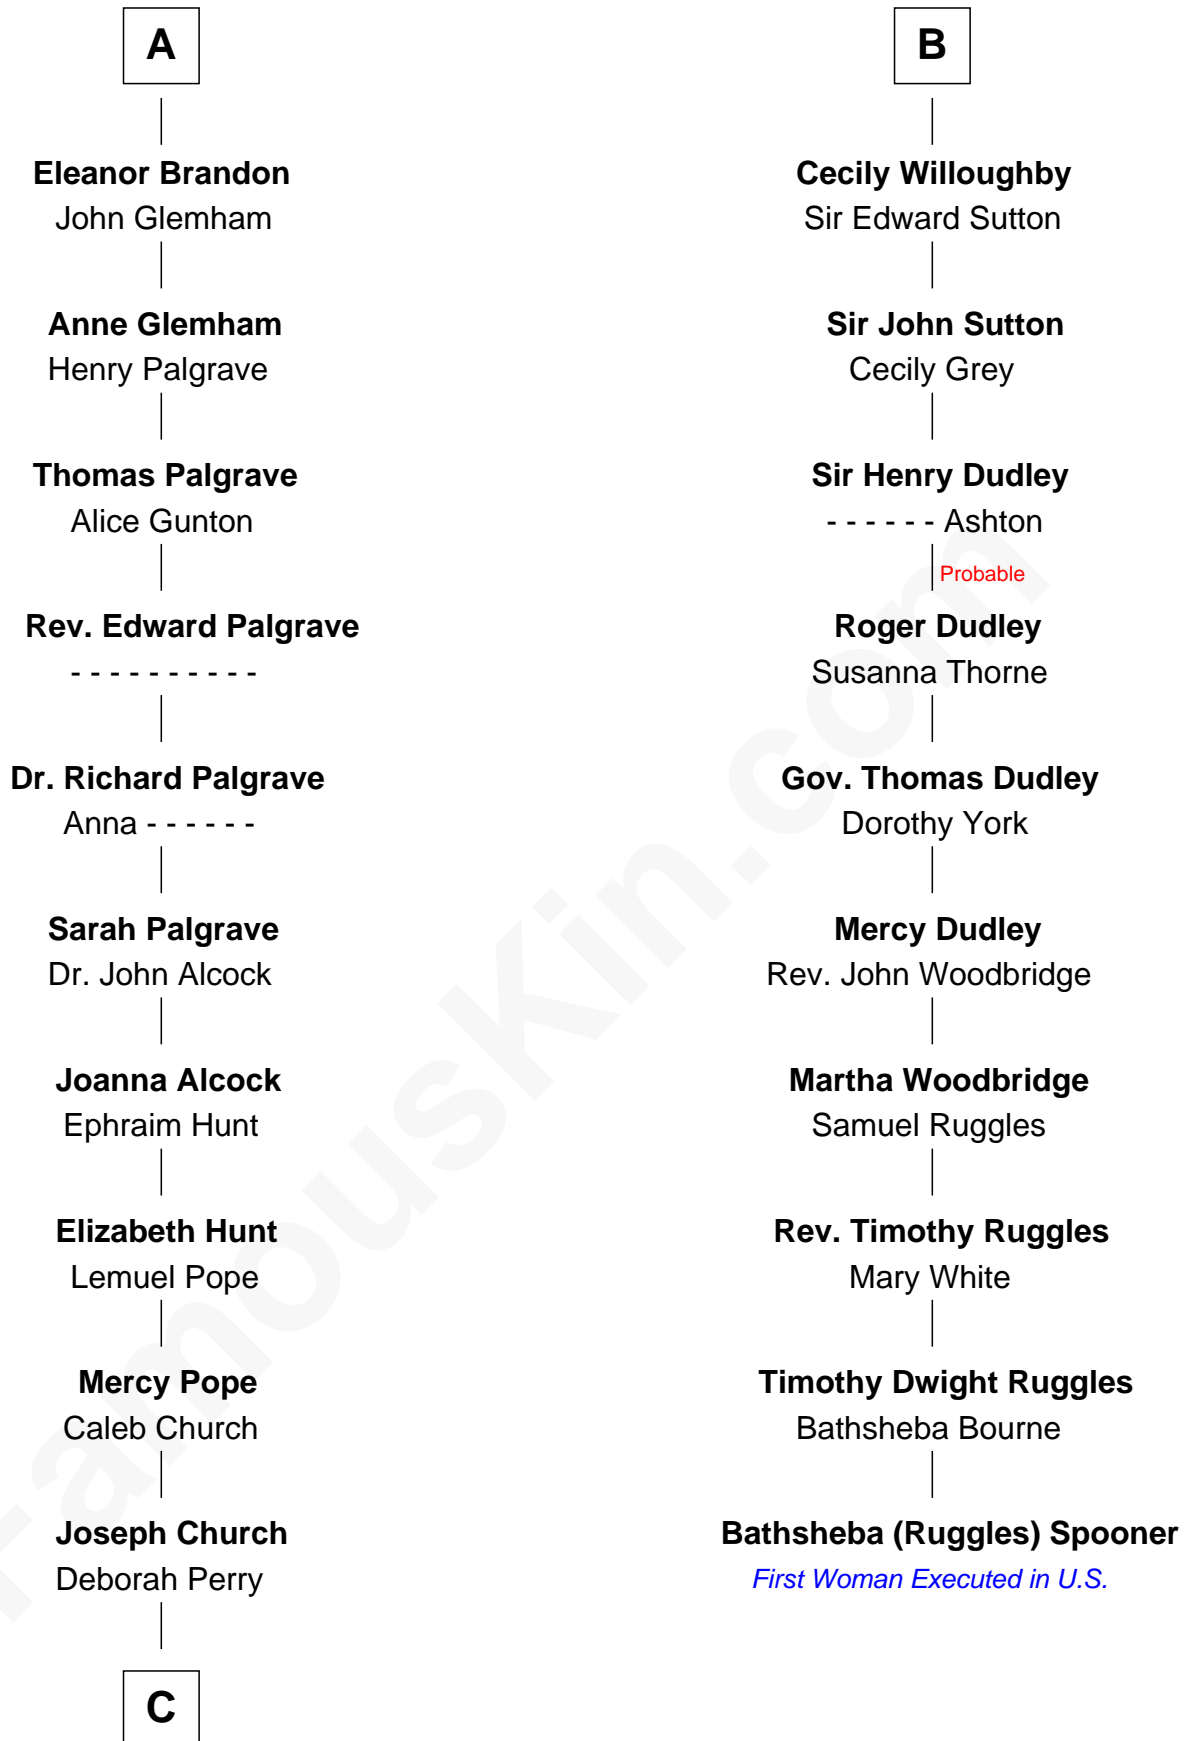 A
Eleanor Brandon
John Glemham
Anne Glemham
Henry Palgrave
Thomas Palgrave
Alice Gunton
Rev. Edward Palgrave
- - - - - - - - - -
Dr. Richard Palgrave
Anna - - - - - -
Sarah Palgrave
Dr. John Alcock
Joanna Alcock
Ephraim Hunt
Elizabeth Hunt
Lemuel Pope
Mercy Pope
Caleb Church
Joseph Church
Deborah Perry
C
B
Cecily Willoughby
Sir Edward Sutton
Sir John Sutton
Cecily Grey
Sir Henry Dudley
- - - - - - Ashton
Probable
Roger Dudley
Susanna Thorne
Gov. Thomas Dudley
Dorothy York
Mercy Dudley
Rev. John Woodbridge
Martha Woodbridge
Samuel Ruggles
Rev. Timothy Ruggles
Mary White
Timothy Dwight Ruggles
Bathsheba Bourne
Bathsheba (Ruggles) Spooner
First Woman Executed in U.S.
FamousKin.com